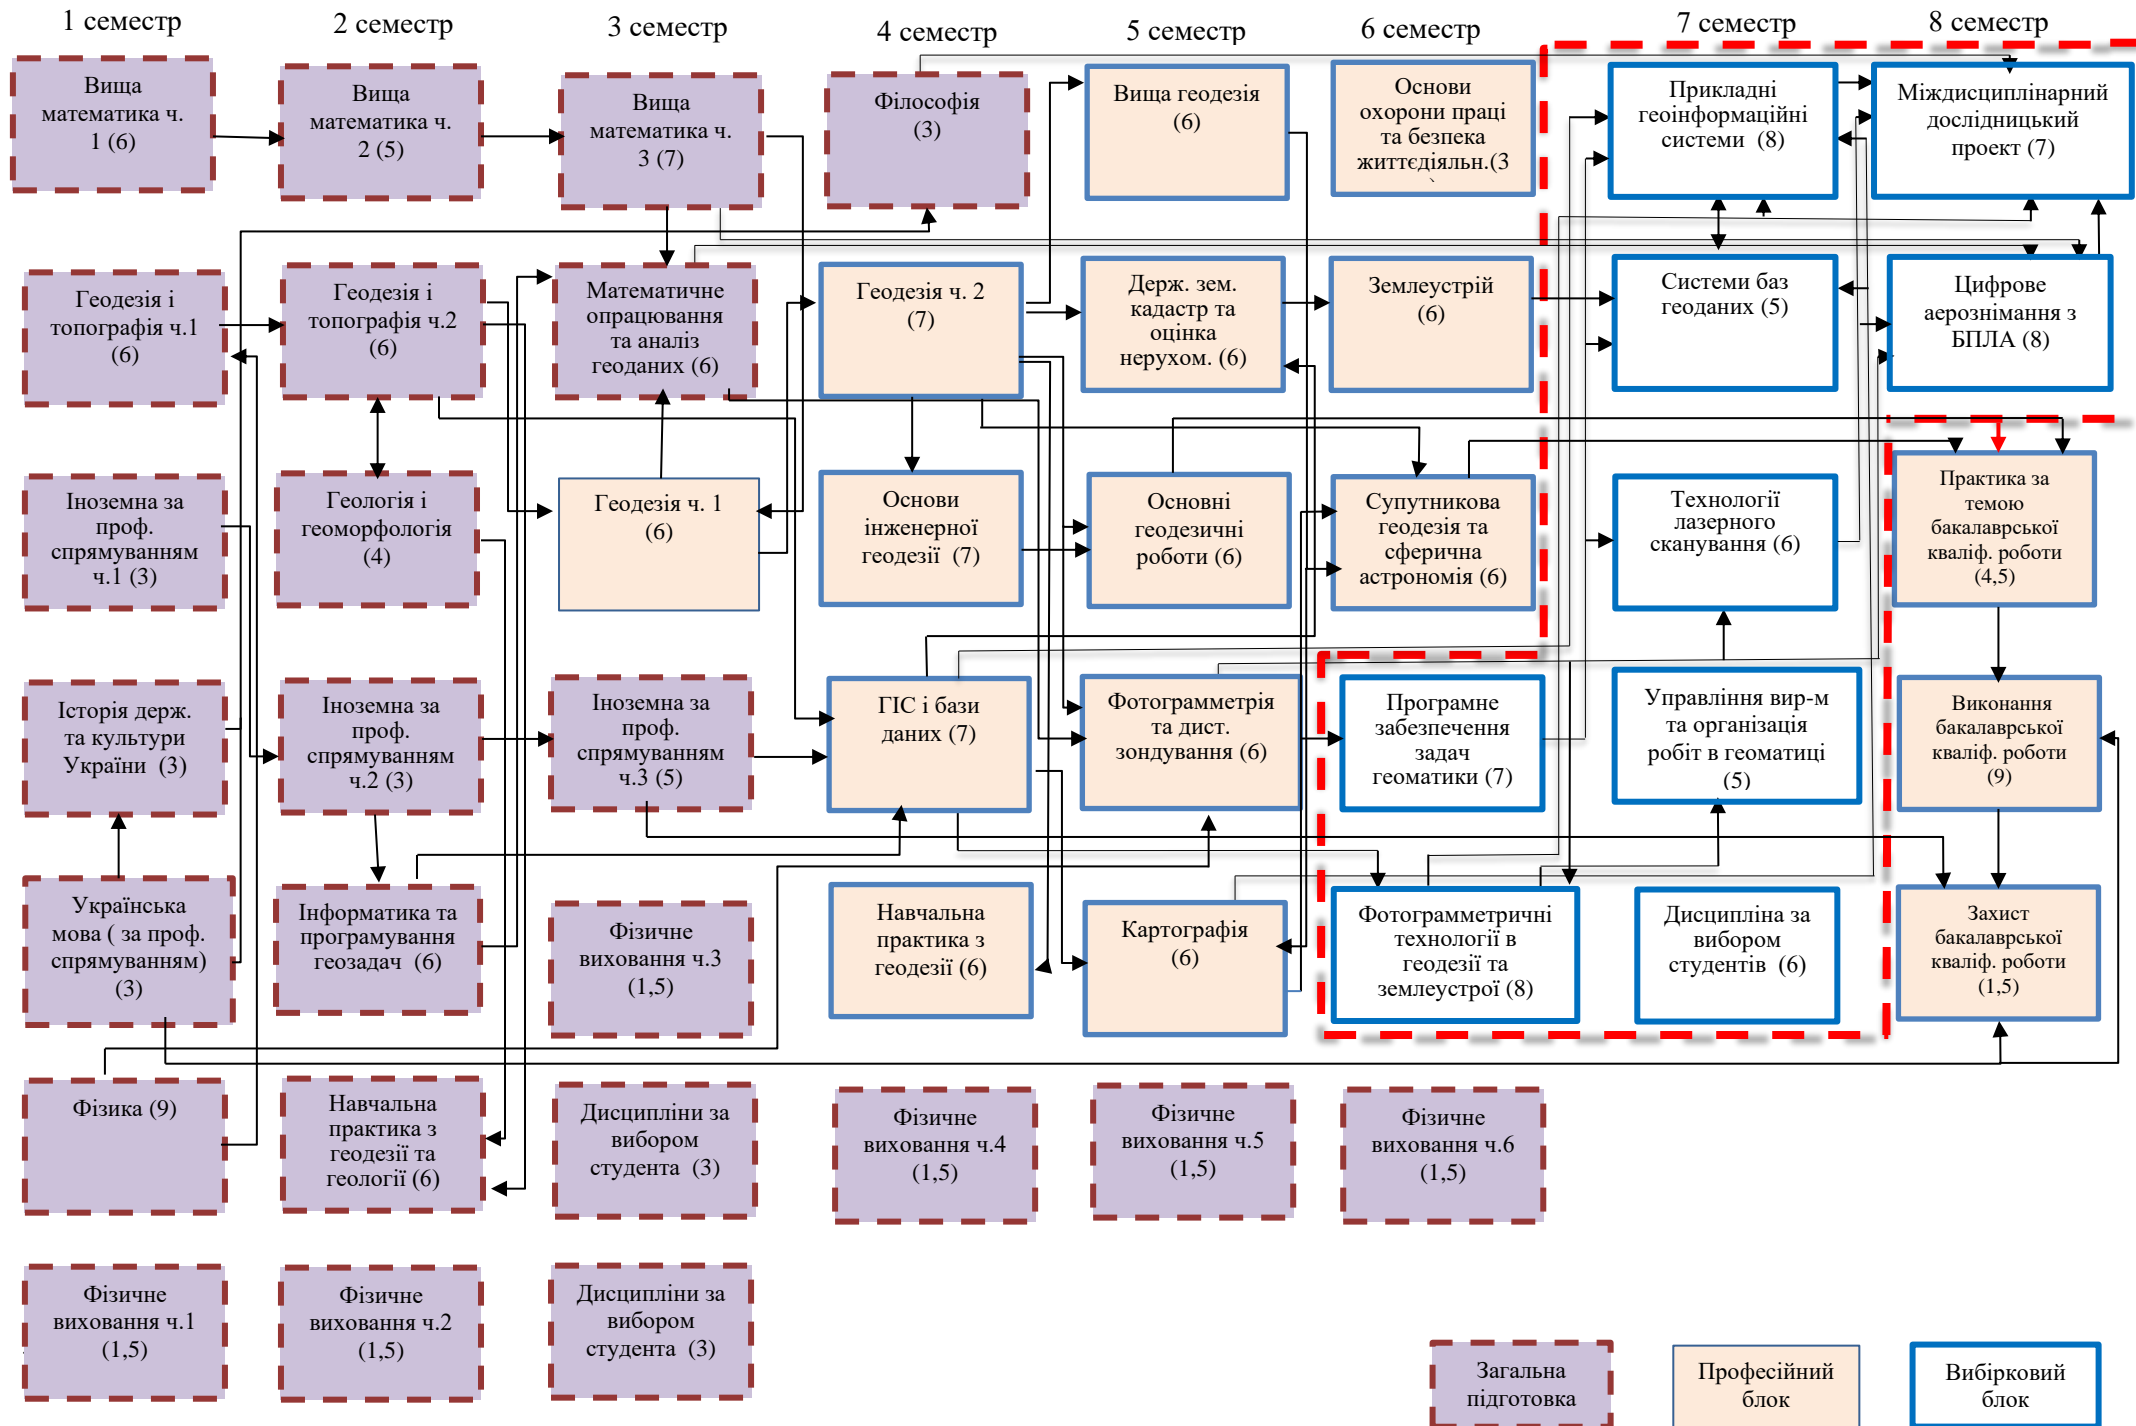 1 семестр
2 семестр
3 семестр
4 семестр
5 семестр
6 семестр
7 семестр
8 семестр
Вища
математика ч.
1 (6)
Вища
математика ч.
2 (5)
Вища
математика ч.
3 (7)
Філософія
(3)
Вища геодезія
(6)
Основи
охорони праці
та безпека
життєдіяльн.(3
Прикладні
геоінформаційні
системи (8)
Міждисциплінарний
дослідницький
проект (7)
Геодезія і
топографія ч.1
(6)
Геодезія і
топографія ч.2
(6)
Математичне
опрацювання
та аналіз
геоданих (6)
Геодезія ч. 2
(7)
Держ. зем.
кадастр та
оцінка
нерухом. (6)
Землеустрій
(6)
Системи баз
геоданих (5)
Цифрове
аерознімання з
БПЛА (8)
Іноземна за
проф.
спрямуванням
ч.1 (3)
Геологія і
геоморфологія
(4)
Геодезія ч. 1
(6)
Основи
інженерної
геодезії (7)
Основні
геодезичні
роботи (6)
Супутникова
геодезія та
сферична
астрономія (6)
Технології
лазерного
сканування (6)
Практика за
темою
бакалаврської
кваліф. роботи
(4,5)
Історія держ.
та культури
України (3)
Іноземна за
проф.
спрямуванням
ч.2 (3)
Іноземна за
проф.
спрямуванням
ч.3 (5)
ГІС і бази
даних (7)
Фотограмметрія
та дист.
зондування (6)
Програмне
забезпечення
задач
геоматики (7)
Управління вир-м
та організація
робіт в геоматиці
(5)
Виконання
бакалаврської
кваліф. роботи
(9)
Українська
мова ( за проф.
спрямуванням)
(3)
Інформатика та
програмування
геозадач (6)
Фізичне
виховання ч.3
(1,5)
Навчальна
практика з
геодезії (6)
Картографія
(6)
Фотограмметричні
технології в
геодезії та
землеустрої (8)
Дисципліна за
вибором
студентів (6)
Захист
бакалаврської
кваліф. роботи
(1,5)
Фізика (9)
Навчальна
практика з
геодезії та
геології (6)
Дисципліни за
вибором
студента (3)
Фізичне
виховання ч.4
(1,5)
Фізичне
виховання ч.5
(1,5)
Фізичне
виховання ч.6
(1,5)
Фізичне
виховання ч.1
(1,5)
Фізичне
виховання ч.2
(1,5)
Дисципліни за
вибором
студента (3)
Загальна
підготовка
Професійний
блок
Вибірковий
блок